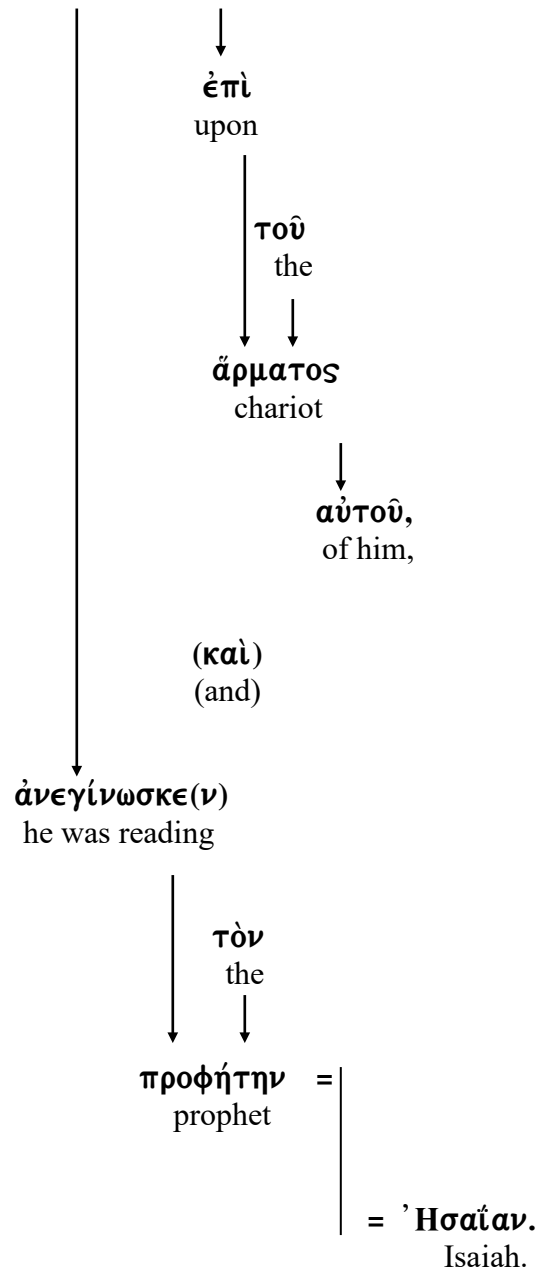 ἐπὶ
upon
τοῦ
the
ἅρματος
chariot
αὐτοῦ,
of him,
(καὶ)
(and)
ἀνεγίνωσκε(ν)
he was reading
τὸν
the
προφήτην =
prophet
= Ἠσαΐαν.
Isaiah.